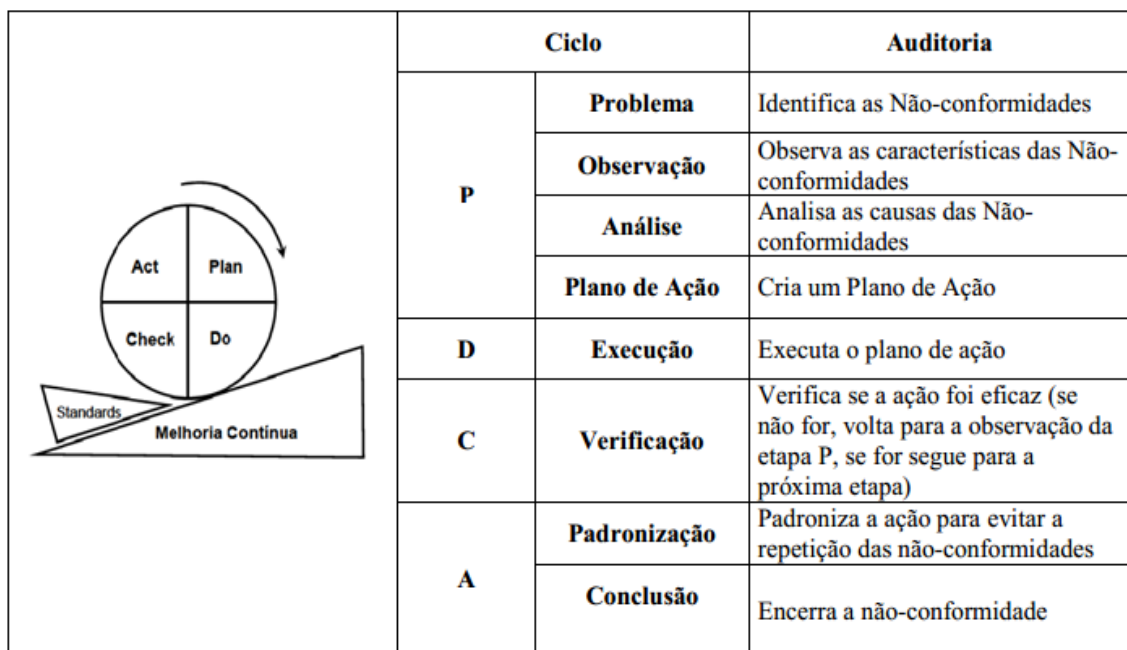 Act
Plan
Check
Do
Standards
Melhoria Contínua
Ciclo
Auditoria
P
Problema
Identifica as Não-conformidades
Observação
Observa as características das Não-
conformidades
Análise
Analisa as causas das Não-
conformidades
Plano de Ação
Cria um Plano de Ação
D
Execução
Executa o plano de ação
C
Verificação
Verifica se a ação foi eficaz (se
não for, volta para a observação da
etapa P, se for segue para a
próxima etapa)
A
Padronização
Padroniza a ação para evitar a
repetição das não-conformidades
Conclusão
Encerra a não-conformidade